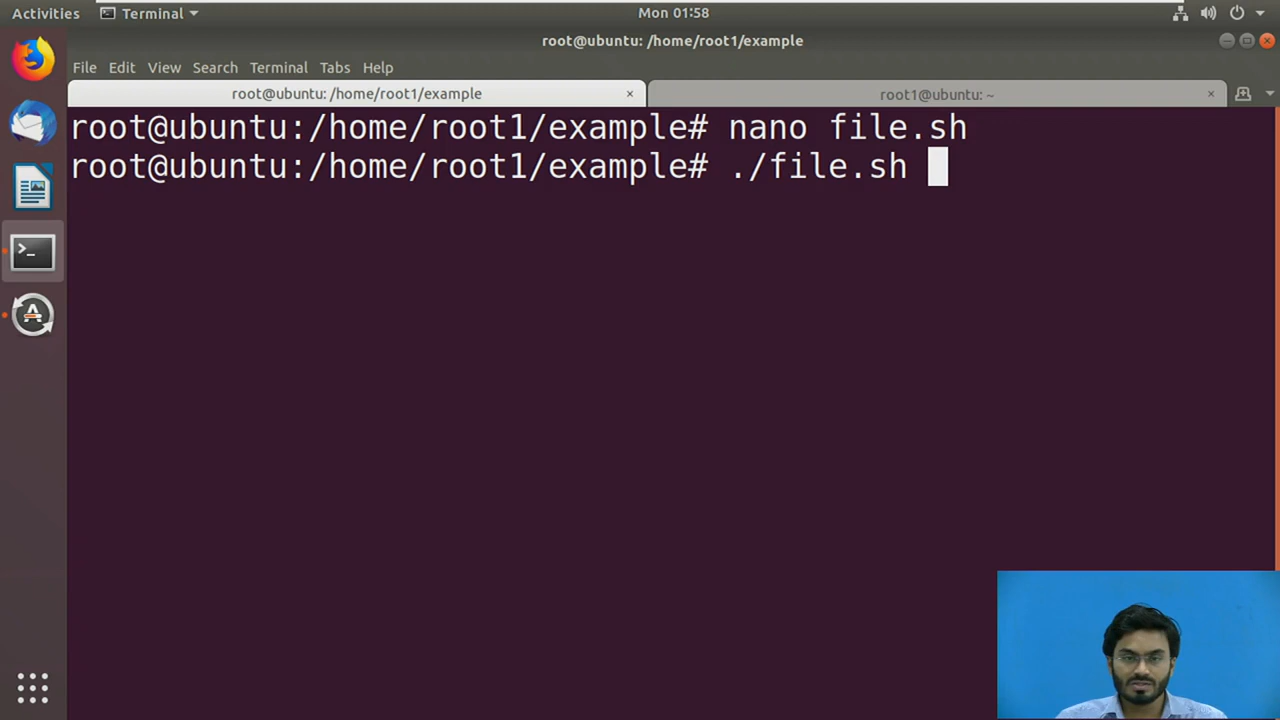 Activities Terminal Mon 01:58
root@ubuntu: /home/root1/example
File Edit View Search Terminal Tabs Help
root@ubuntu: /home/root1/example × root1@ubuntu: ~ ×
root@ubuntu:/home/root1/example# nano file.sh
root@ubuntu:/home/root1/example# ./file.sh